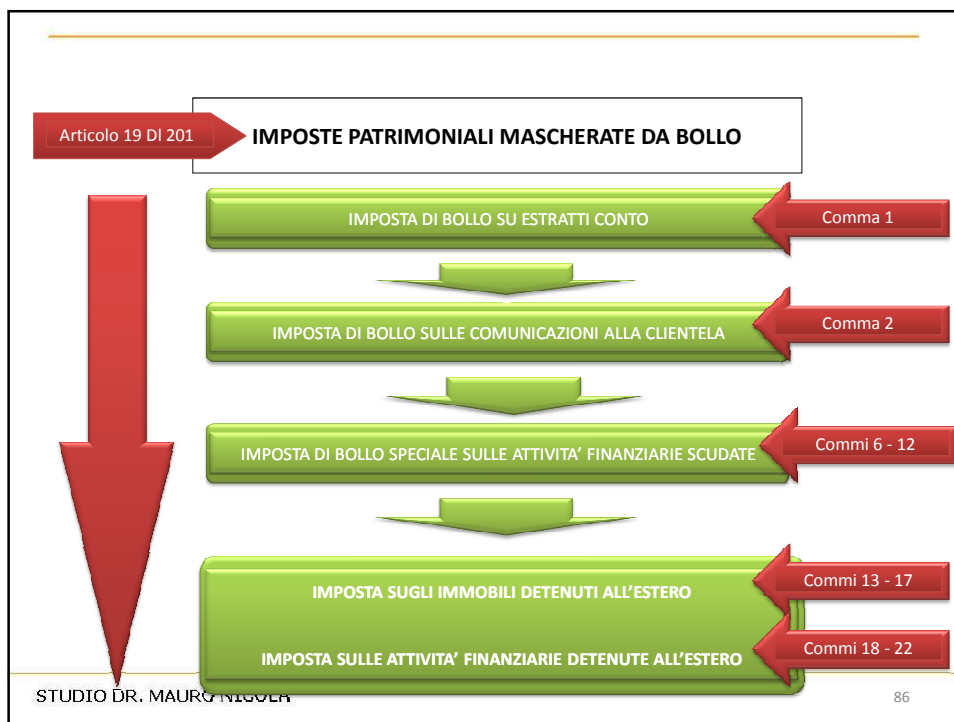 Articolo 19 Dl 201
IMPOSTE PATRIMONIALI MASCHERATE DA BOLLO
IMPOSTA DI BOLLO SU ESTRATTI CONTO
Comma 1
IMPOSTA DI BOLLO SULLE COMUNICAZIONI ALLA CLIENTELA
Comma 2
IMPOSTA DI BOLLO SPECIALE SULLE ATTIVITA’ FINANZIARIE SCUDATE
Commi 6 - 12
IMPOSTA SUGLI IMMOBILI DETENUTI ALL’ESTERO
Commi 13 - 17
IMPOSTA SULLE ATTIVITA’ FINANZIARIE DETENUTE ALL’ESTERO
Commi 18 - 22
STUDIO DR. MAURO NICOLA
86